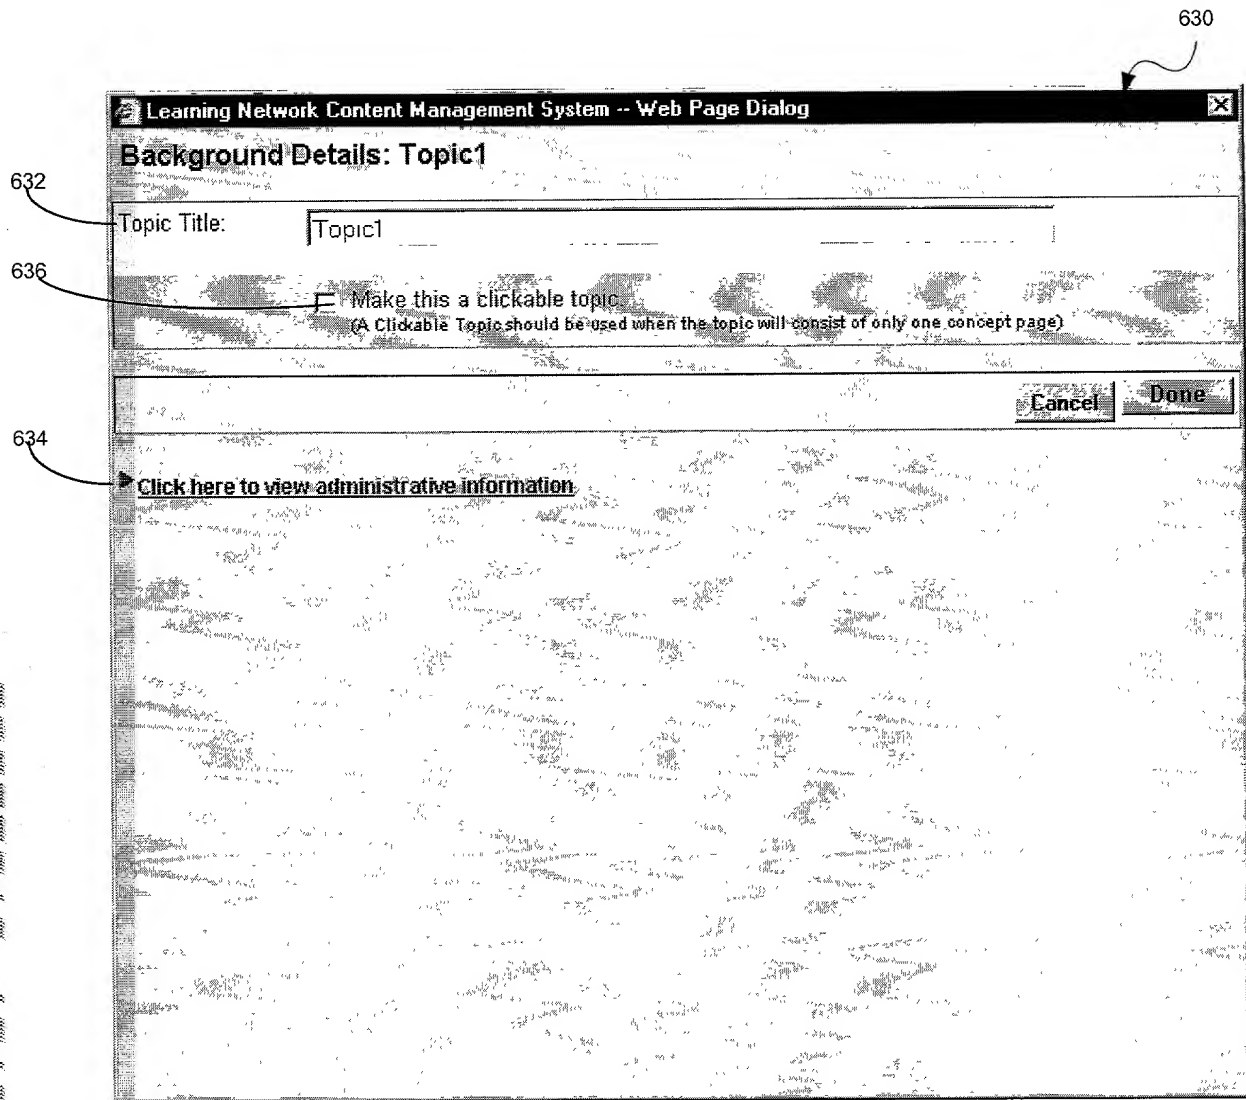 630
Learning Network Content Management System -- Web Page Dialog
Background Details: Topic1
632
Topic Title: Topic1
636
Make this a clickable topic.
(A Clickable Topic should be used when the topic will consist of only one concept page)
Cancel Done
634
Click here to view administrative information